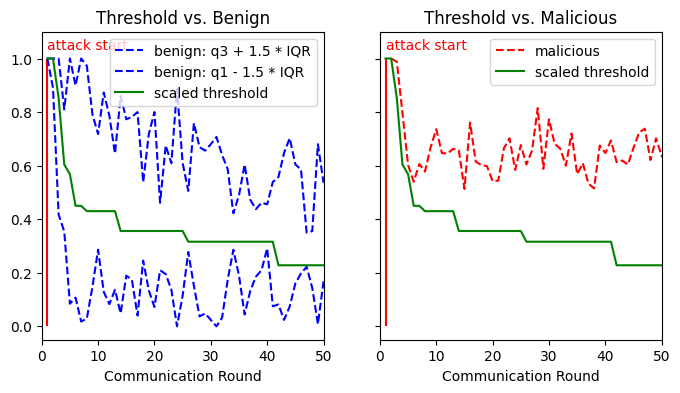 Threshold vs. Benign
attack start
benign: q3 + 1.5 * IQR
benign: q1 - 1.5 * IQR
scaled threshold
1.0
0.8
0.6
0.4
0.2
0.0
0
10
20
30
40
50
Communication Round
Threshold vs. Malicious
attack start
malicious
scaled threshold
0
10
20
30
40
50
Communication Round